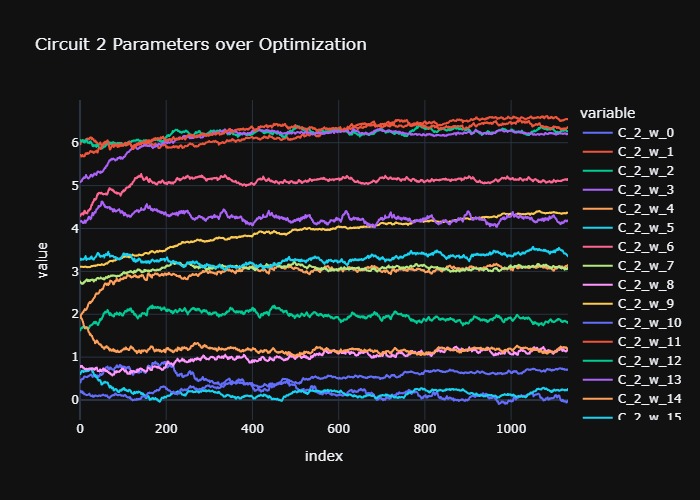 Circuit 2 Parameters over Optimization
variable
C_2_w_0
C_2_w_1
C_2_w_2
C_2_w_3
C_2_w_4
C_2_w_5
C_2_w_6
C_2_w_7
C_2_w_8
C_2_w_9
C_2_w_10
C_2_w_11
C_2_w_12
C_2_w_13
C_2_w_14
C_2_w_15
value
6
5
4
3
2
1
0
0 200 400 600 800 1000
index